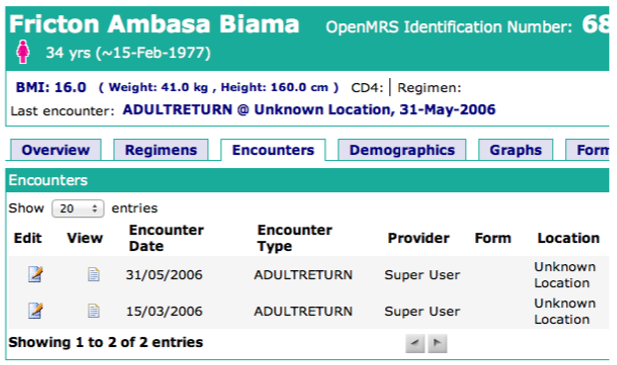 Fricton Ambasa Biama OpenMRS Identification Number: 68
34 yrs (~15-Feb-1977)
BMI: 16.0 ( Weight: 41.0 kg , Height: 160.0 cm ) CD4: Regimen:
Last encounter: ADULTRETURN @ Unknown Location, 31-May-2006
Overview Regimens Encounters Demographics Graphs Form
Encounters
Show 20 entries
Edit View Encounter Date Encounter Type Provider Form Location
31/05/2006 ADULTRETURN Super User Unknown Location
15/03/2006 ADULTRETURN Super User Unknown Location
Showing 1 to 2 of 2 entries